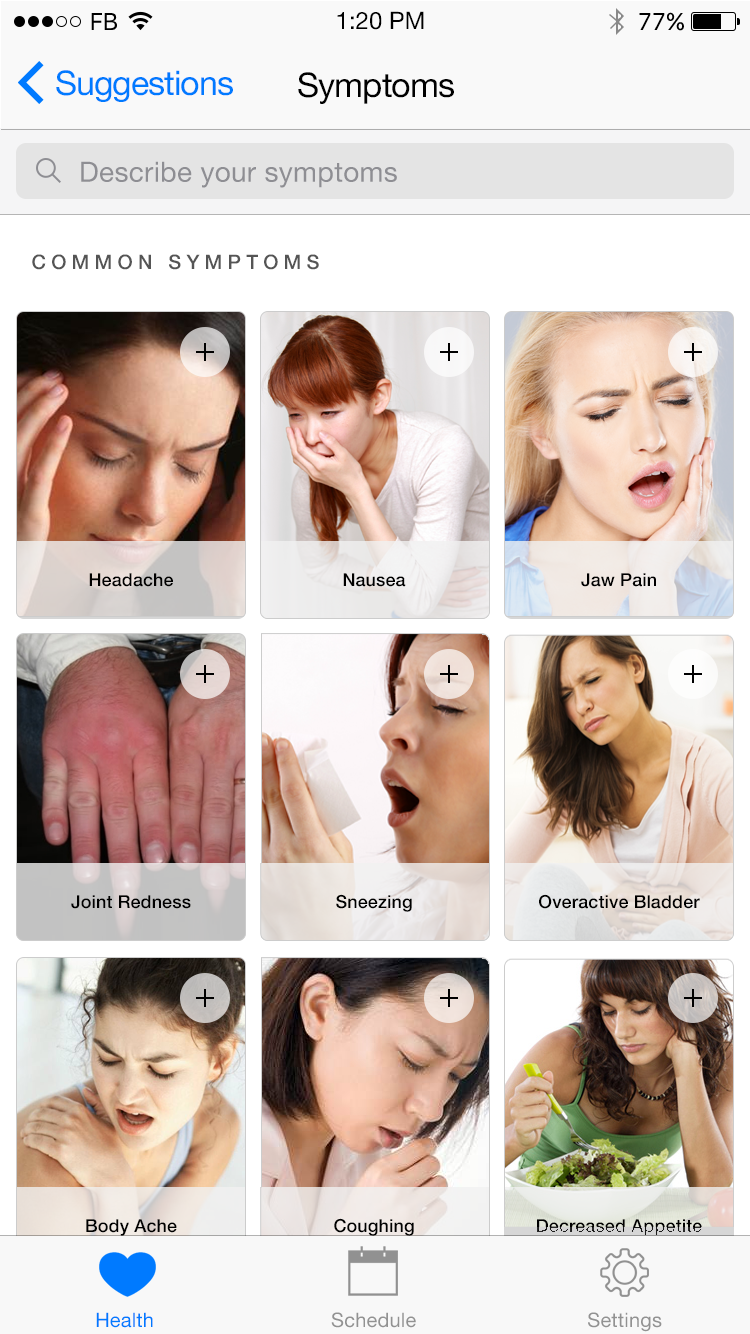 FB 1:20 PM 77%
Suggestions Symptoms
Describe your symptoms
COMMON SYMPTOMS
Headache Nausea Jaw Pain
Joint Redness Sneezing Overactive Bladder
Body Ache Coughing Decreased Appetite
Health Schedule Settings